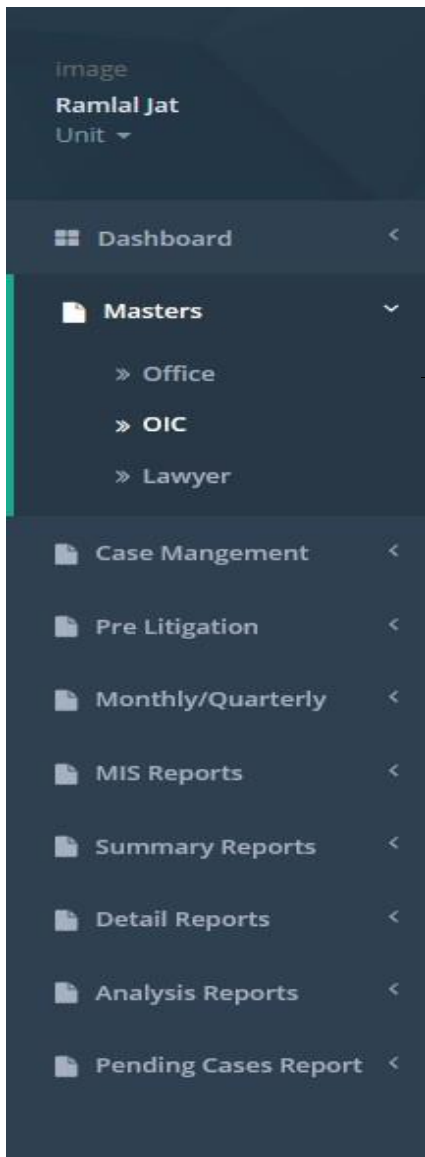 image
Ramlal Jat
Unit
Dashboard
Masters
» Office
» OIC
» Lawyer
Case Mangement
Pre Litigation
Monthly/Quarterly
MIS Reports
Summary Reports
Detail Reports
Analysis Reports
Pending Cases Report